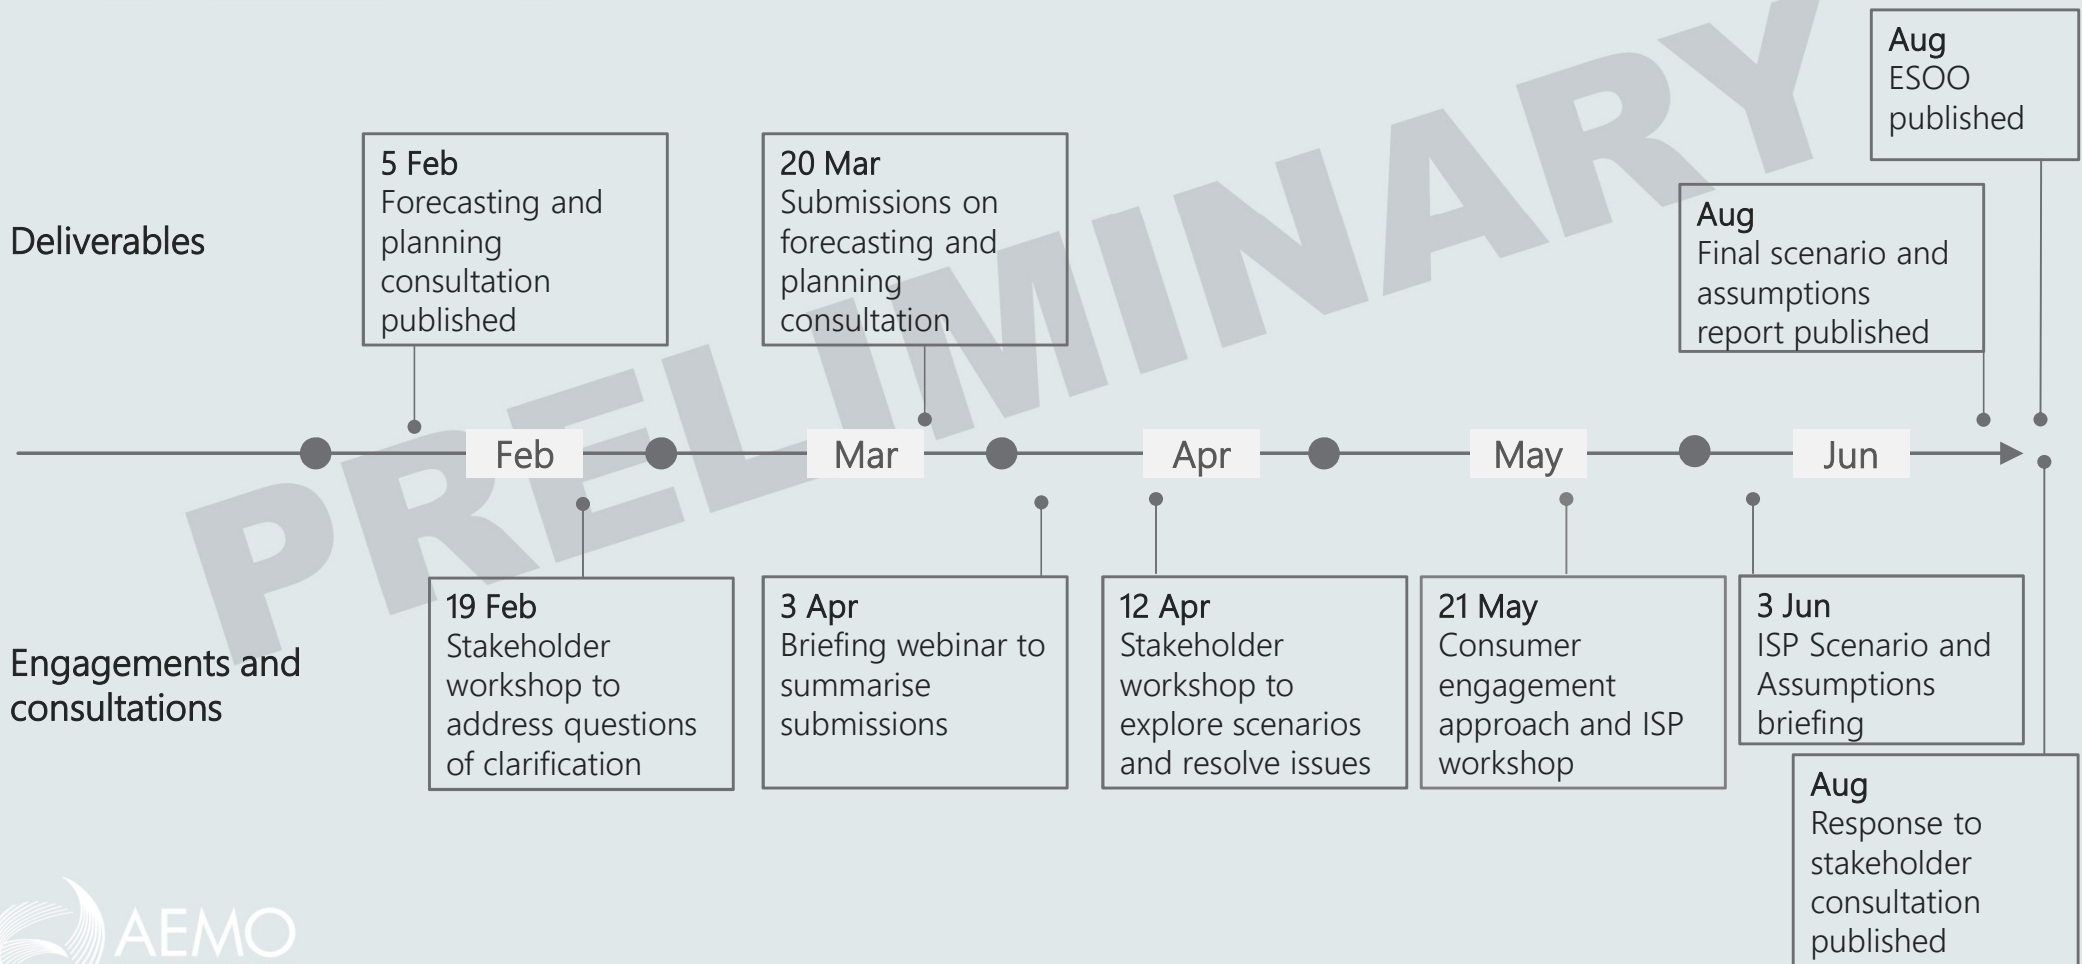 Aug
ESOO
published
5 Feb
Forecasting and
planning
consultation
published
20 Mar
Submissions on
forecasting and
planning
consultation
Aug
Final scenario and
assumptions
report published
Deliverables
PRELIMINARY
Feb
Mar
Apr
May
Jun
Engagements and
consultations
19 Feb
Stakeholder
workshop to
address questions
of clarification
3 Apr
Briefing webinar to
summarise
submissions
12 Apr
Stakeholder
workshop to
explore scenarios
and resolve issues
21 May
Consumer
engagement
approach and ISP
workshop
3 Jun
ISP Scenario and
Assumptions
briefing
Aug
Response to
stakeholder
consultation
published
AEMO